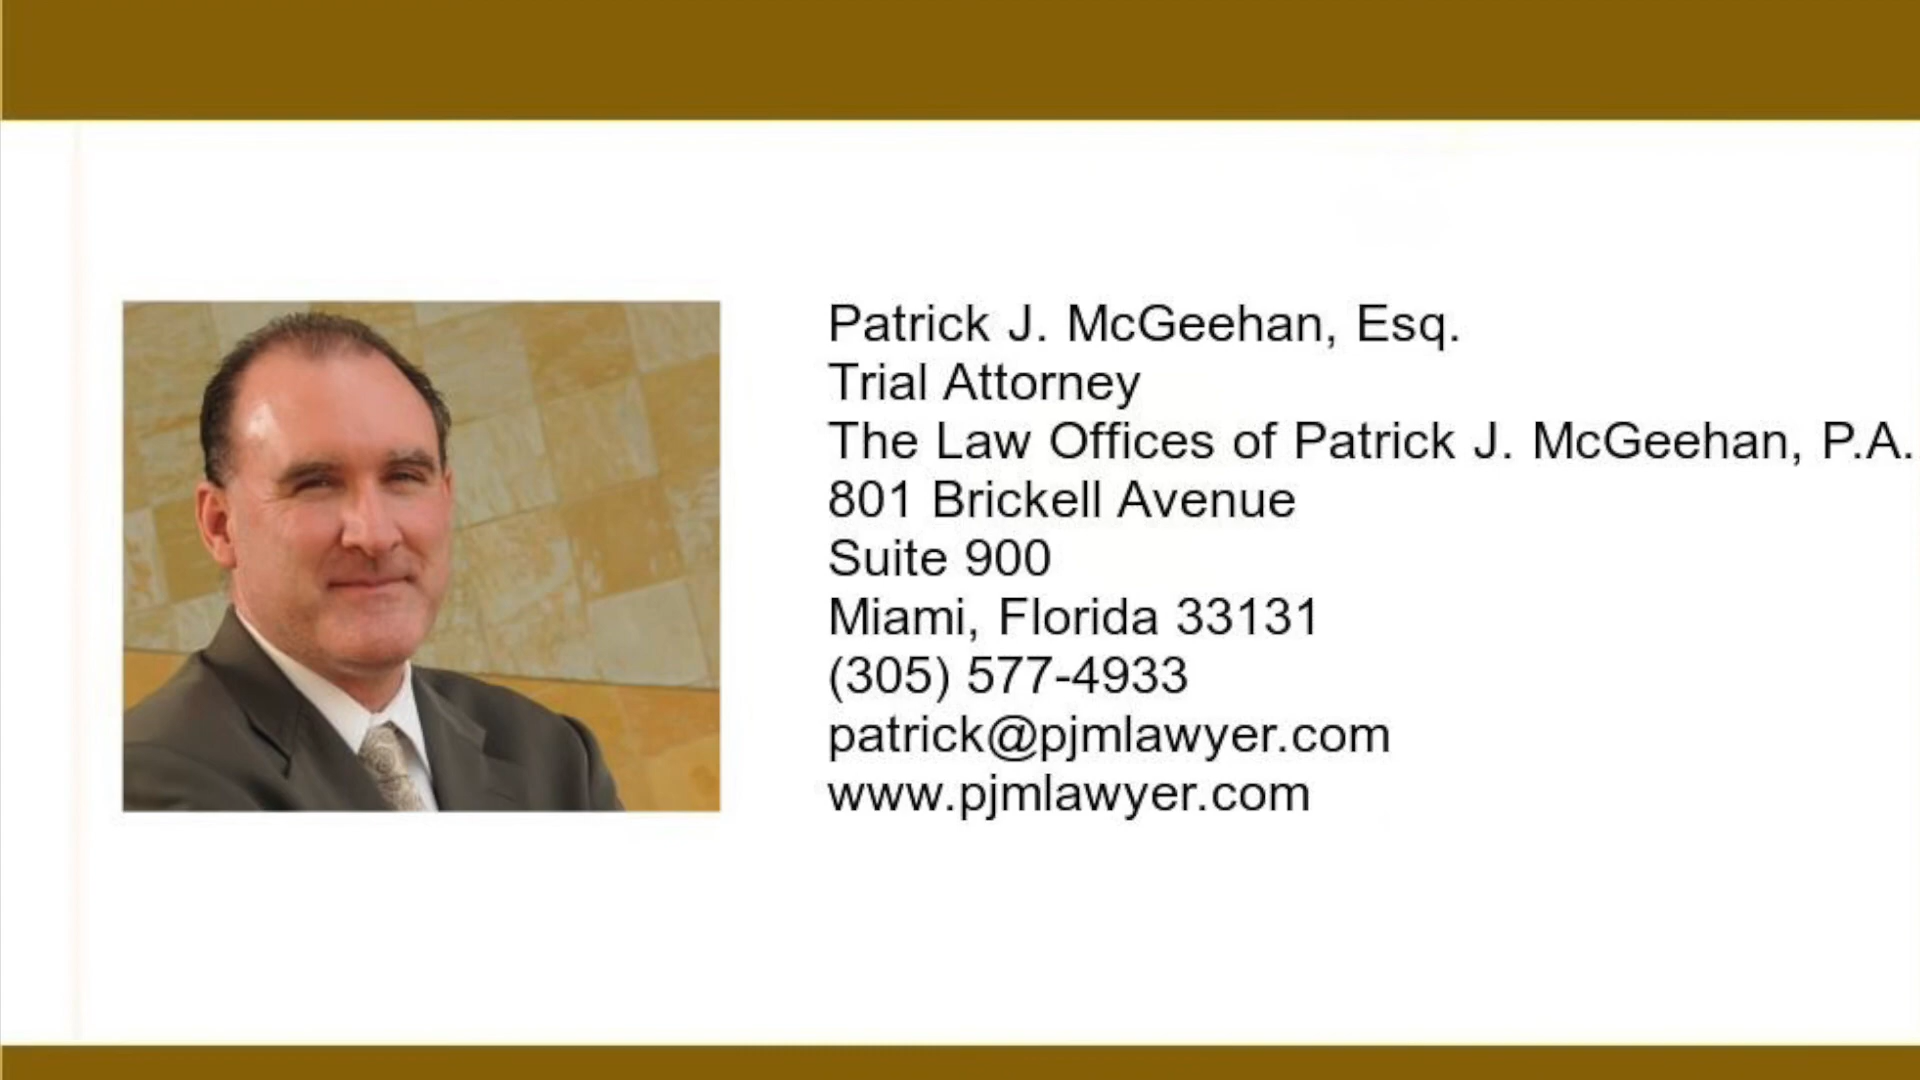 Patrick J. McGeehan, Esq.
Trial Attorney
The Law Offices of Patrick J. McGeehan, P.A.
801 Brickell Avenue
Suite 900
Miami, Florida 33131
(305) 577-4933
patrick@pjmlawyer.com
www.pjmlawyer.com